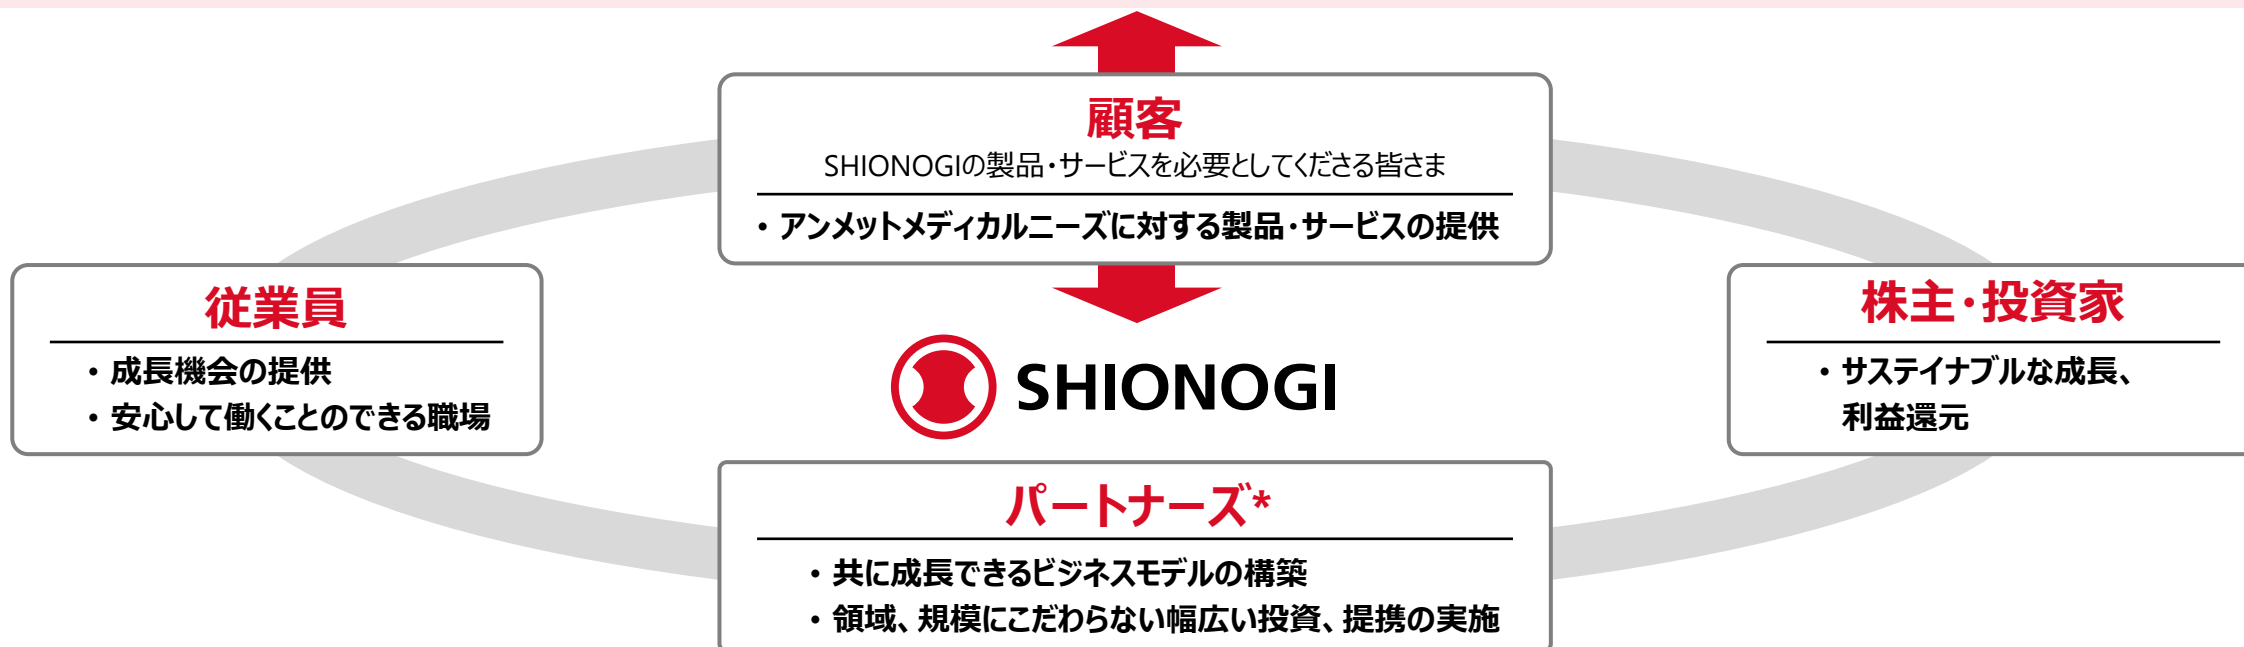 顧客
SHIONOGIの製品・サービスを必要としてくださる皆さま
・アンメットメディカルニーズに対する製品・サービスの提供
従業員
・成長機会の提供
・安心して働くことのできる職場
SHIONOGI
株主・投資家
・サステイナブルな成長、
利益還元
パートナーズ*
・共に成長できるビジネスモデルの構築
・領域、規模にこだわらない幅広い投資、提携の実施